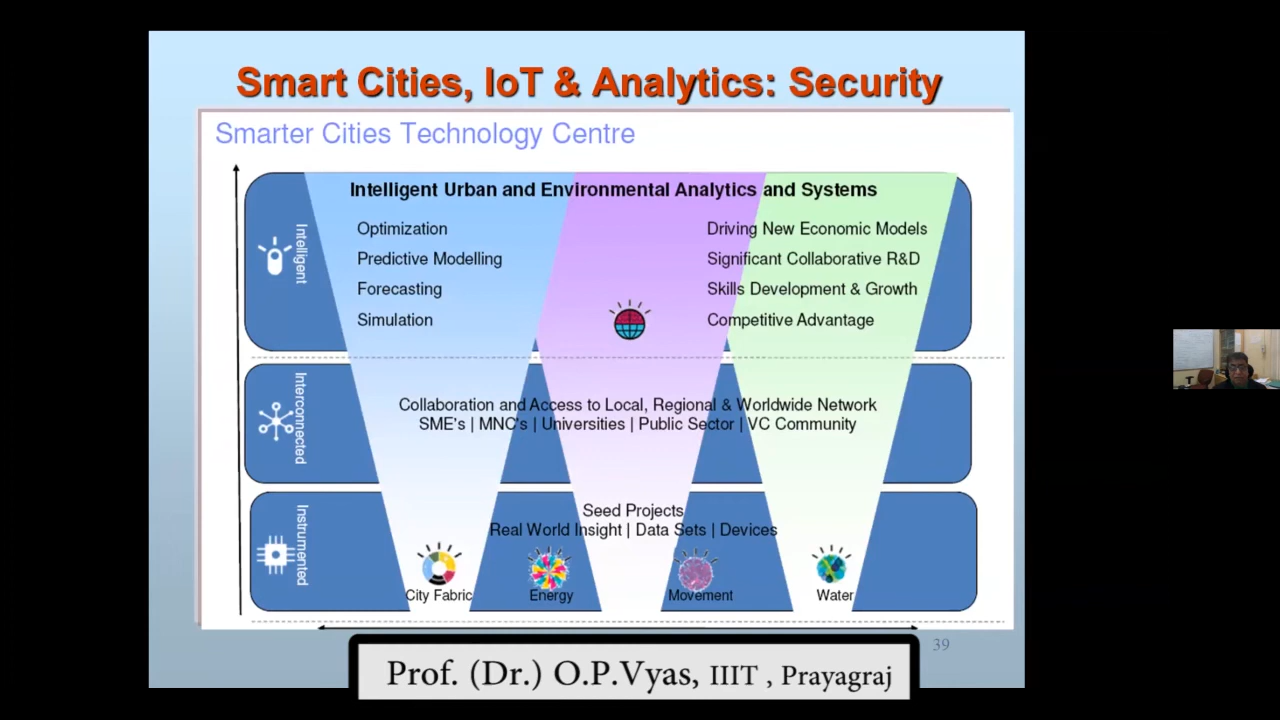 Smart Cities, IoT & Analytics: Security
Smarter Cities Technology Centre
Intelligent Urban and Environmental Analytics and Systems
Intelligent
Optimization
Predictive Modelling
Forecasting
Simulation
Driving New Economic Models
Significant Collaborative R&D
Skills Development & Growth
Competitive Advantage
Interconnected
Collaboration and Access to Local, Regional & Worldwide Network
SME's | MNC's | Universities | Public Sector | VC Community
Instrumented
Seed Projects
Real World Insight | Data Sets | Devices
City Fabric
Energy
Movement
Water
39
Prof. (Dr.) O.P.Vyas, IIIT , Prayagraj